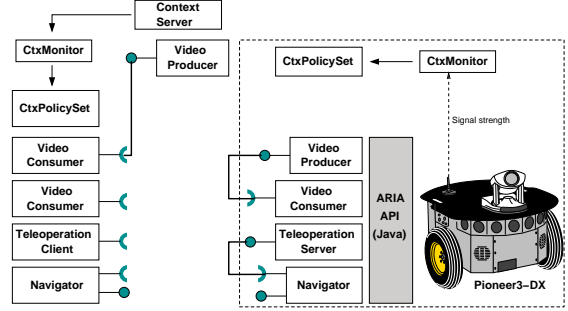 Context
Server
CtxMonitor
Video
Producer
CtxPolicySet
Video
Consumer
Video
Consumer
Teleoperation
Client
Navigator
CtxPolicySet
CtxMonitor
Signal strength
Video
Producer
Video
Consumer
Teleoperation
Server
Navigator
ARIA
API
(Java)
Pioneer3−DX